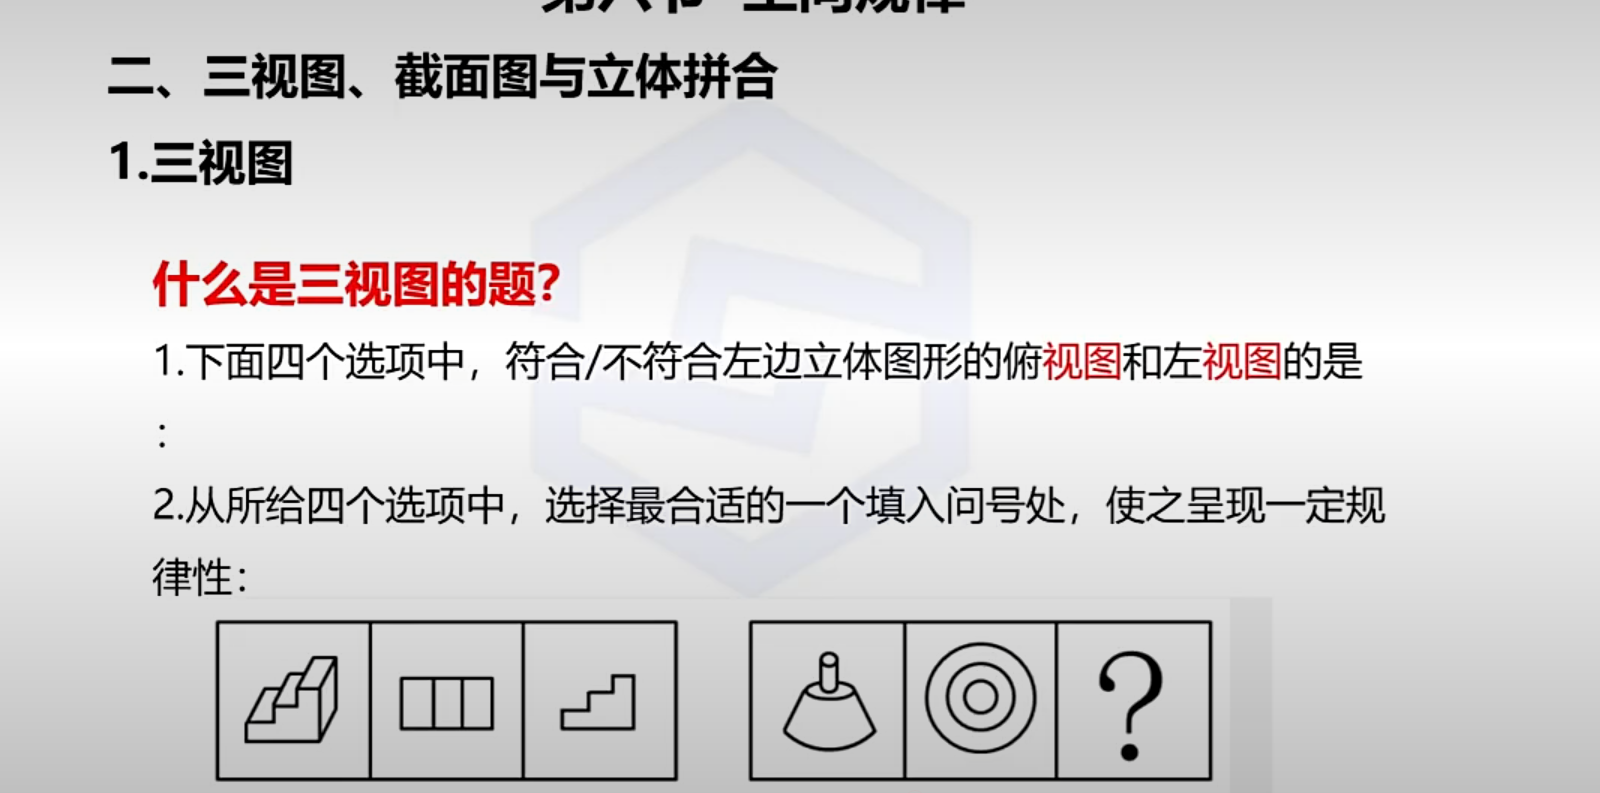 二、三视图、截面图与立体拼合
1.三视图
什么是三视图的题?
1.下面四个选项中，符合/不符合左边立体图形的俯视图和左视图的是
：
2.从所给四个选项中，选择最合适的一个填入问号处，使之呈现一定规
律性：
?